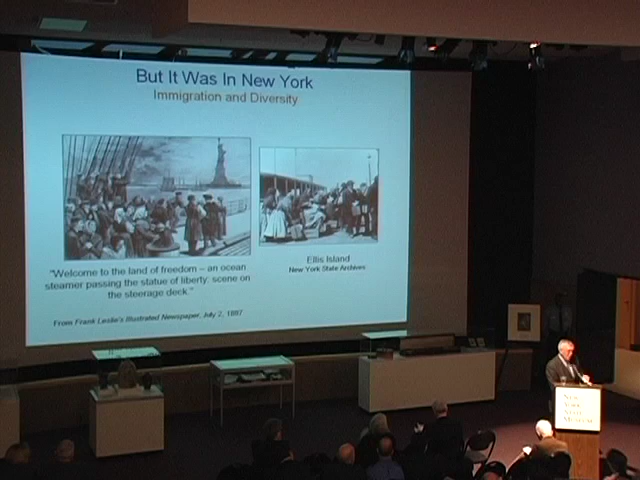 But It Was In New York
Immigration and Diversity
"Welcome to the land of freedom – an ocean
steamer passing the statue of liberty: scene on
the steerage deck."
Ellis Island
New York State Archives
From Frank Leslie's Illustrated Newspaper, July 2, 1887
New
York
State
Museum